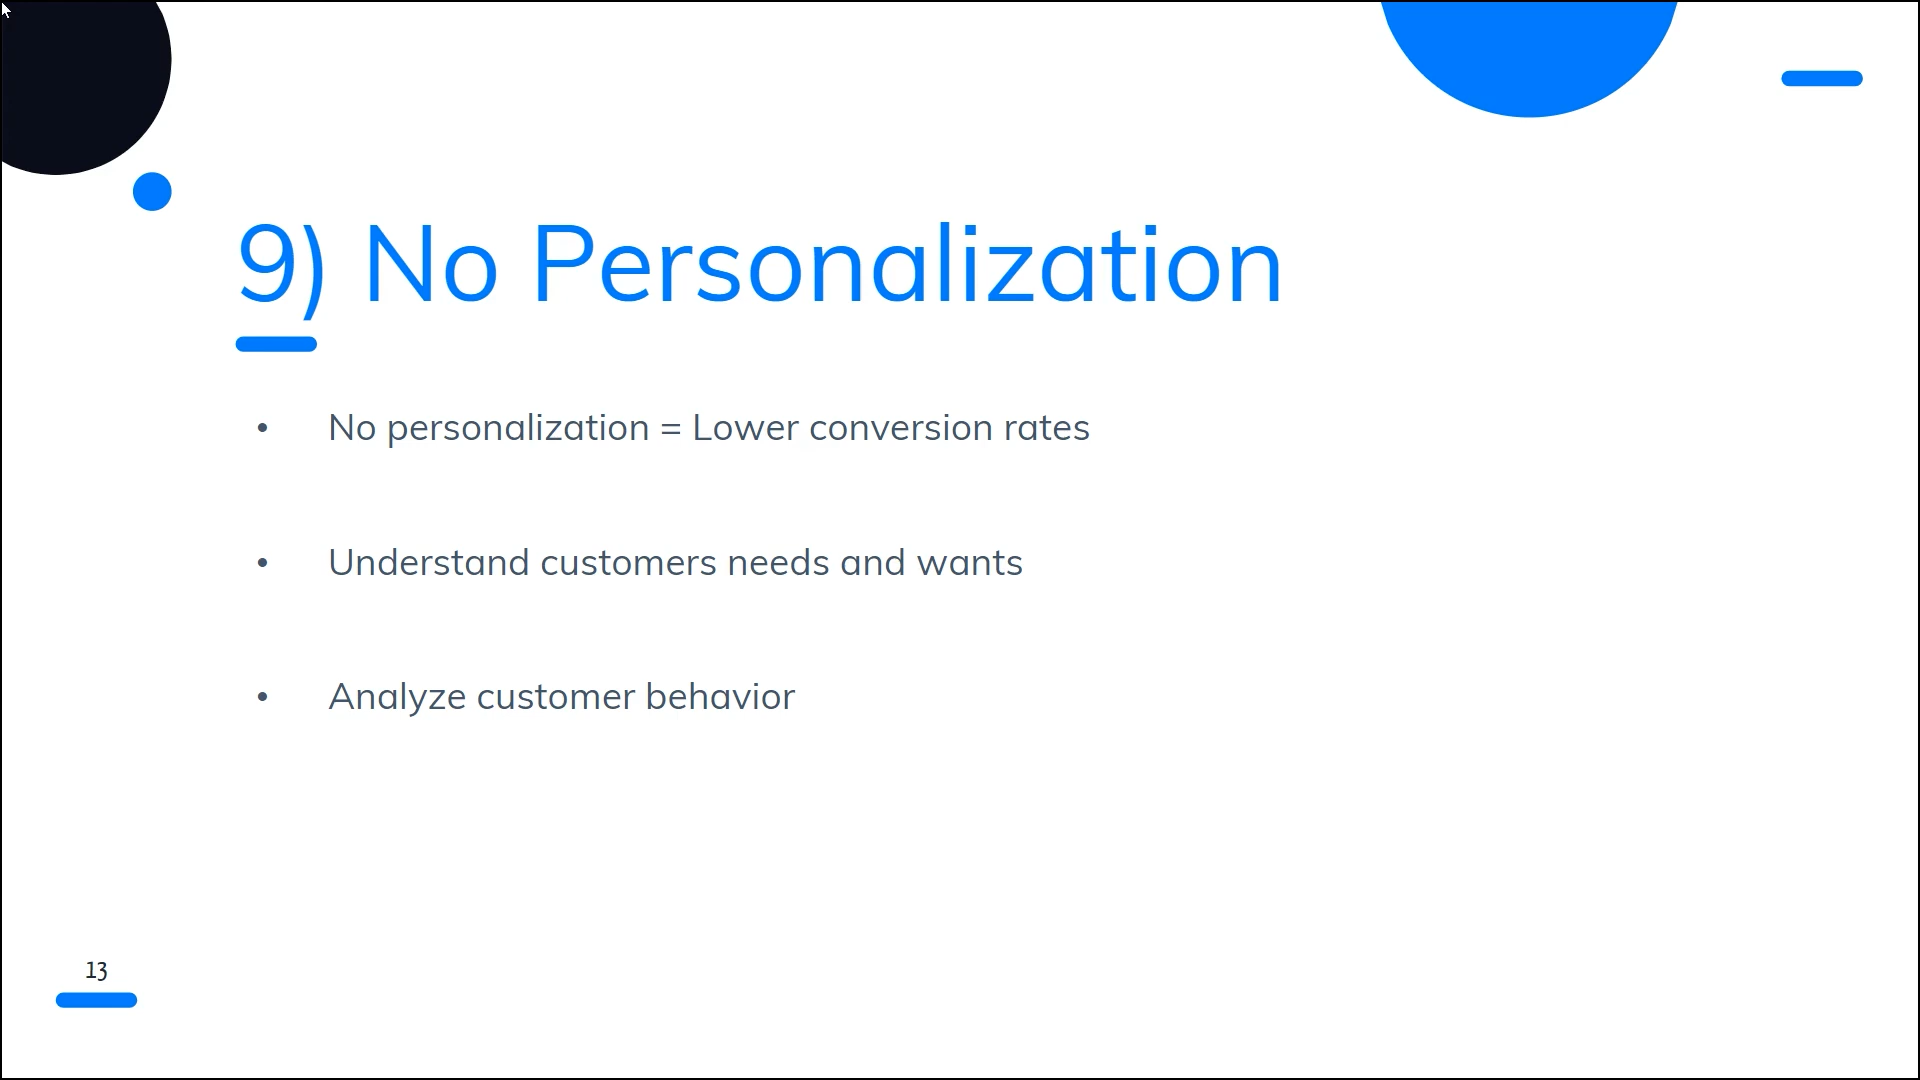 9) No Personalization
• No personalization = Lower conversion rates
• Understand customers needs and wants
• Analyze customer behavior
13